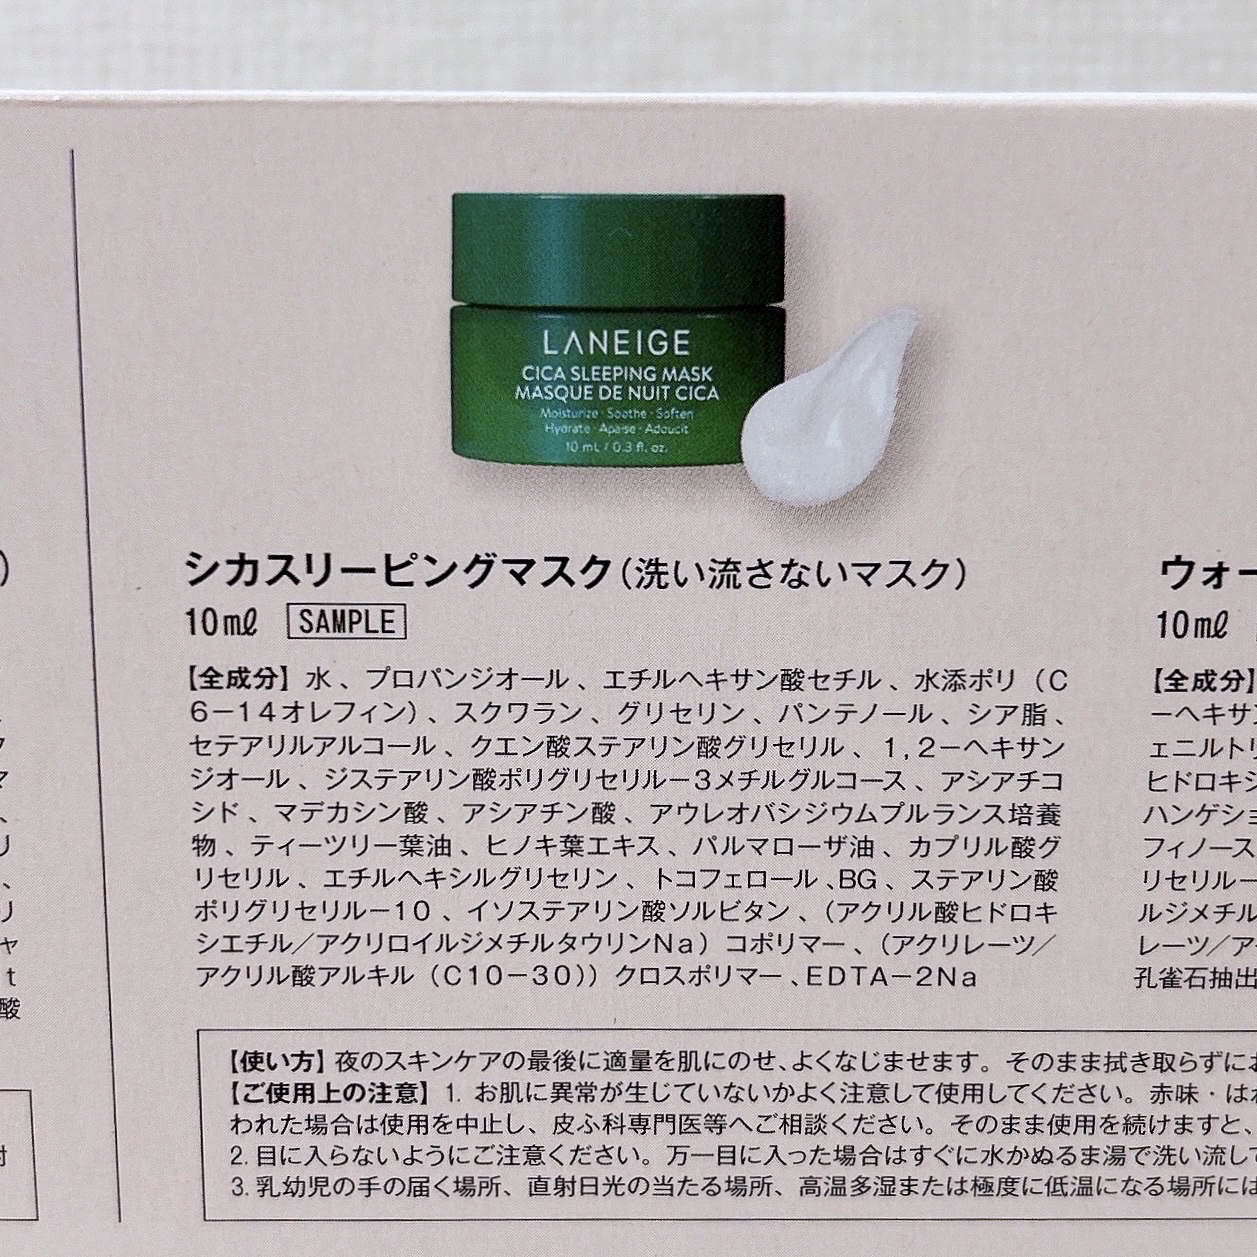 LANEIGE
CICA SLEEPING MASK
MASQUE DE NUIT CICA
Moisturize · Soothe · Soften
Hydrate · Apaise · Adoucit
10 mL / 0.3 fl. oz.
シカスリーピングマスク（洗い流さないマスク）
10mℓ SAMPLE
【全成分】水、プロパンジオール、エチルヘキサン酸セチル、水添ポリ（C
6－14オレフィン）、スクワラン、グリセリン、パンテノール、シア脂、
セテアリルアルコール、クエン酸ステアリン酸グリセリル、1,2－ヘキサン
ジオール、ジステアリン酸ポリグリセリル－3メチルグルコース、アシアチコ
シド、マデカシン酸、アシアチン酸、アウレオバシジウムプルランス培養
物、ティーツリー葉油、ヒノキ葉エキス、パルマローザ油、カプリル酸グ
リセリル、エチルヘキシルグリセリン、トコフェロール、BG、ステアリン酸
ポリグリセリル－10、イソステアリン酸ソルビタン、（アクリル酸ヒドロキ
シエチル／アクリロイルジメチルタウリンNa）コポリマー、（アクリレーツ／
アクリル酸アルキル（C10－30））クロスポリマー、EDTA－2Na
【使い方】夜のスキンケアの最後に適量を肌にのせ、よくなじませます。そのまま拭き取らずにお
【ご使用上の注意】1. お肌に異常が生じていないかよく注意して使用してください。赤味・はれ
われた場合は使用を中止し、皮ふ科専門医等へご相談ください。そのまま使用を続けますと、
2. 目に入らないようにご注意ください。万一目に入った場合はすぐに水かぬるま湯で洗い流して
3. 乳幼児の手の届く場所、直射日光の当たる場所、高温多湿または極度に低温になる場所には
ウォー
10mℓ
【全成分】
－ヘキサン
ェニルトリ
ヒドロキシ
ハンゲショ
フィノース
リセリル－
ルジメチル
レーツ／ア
孔雀石抽出